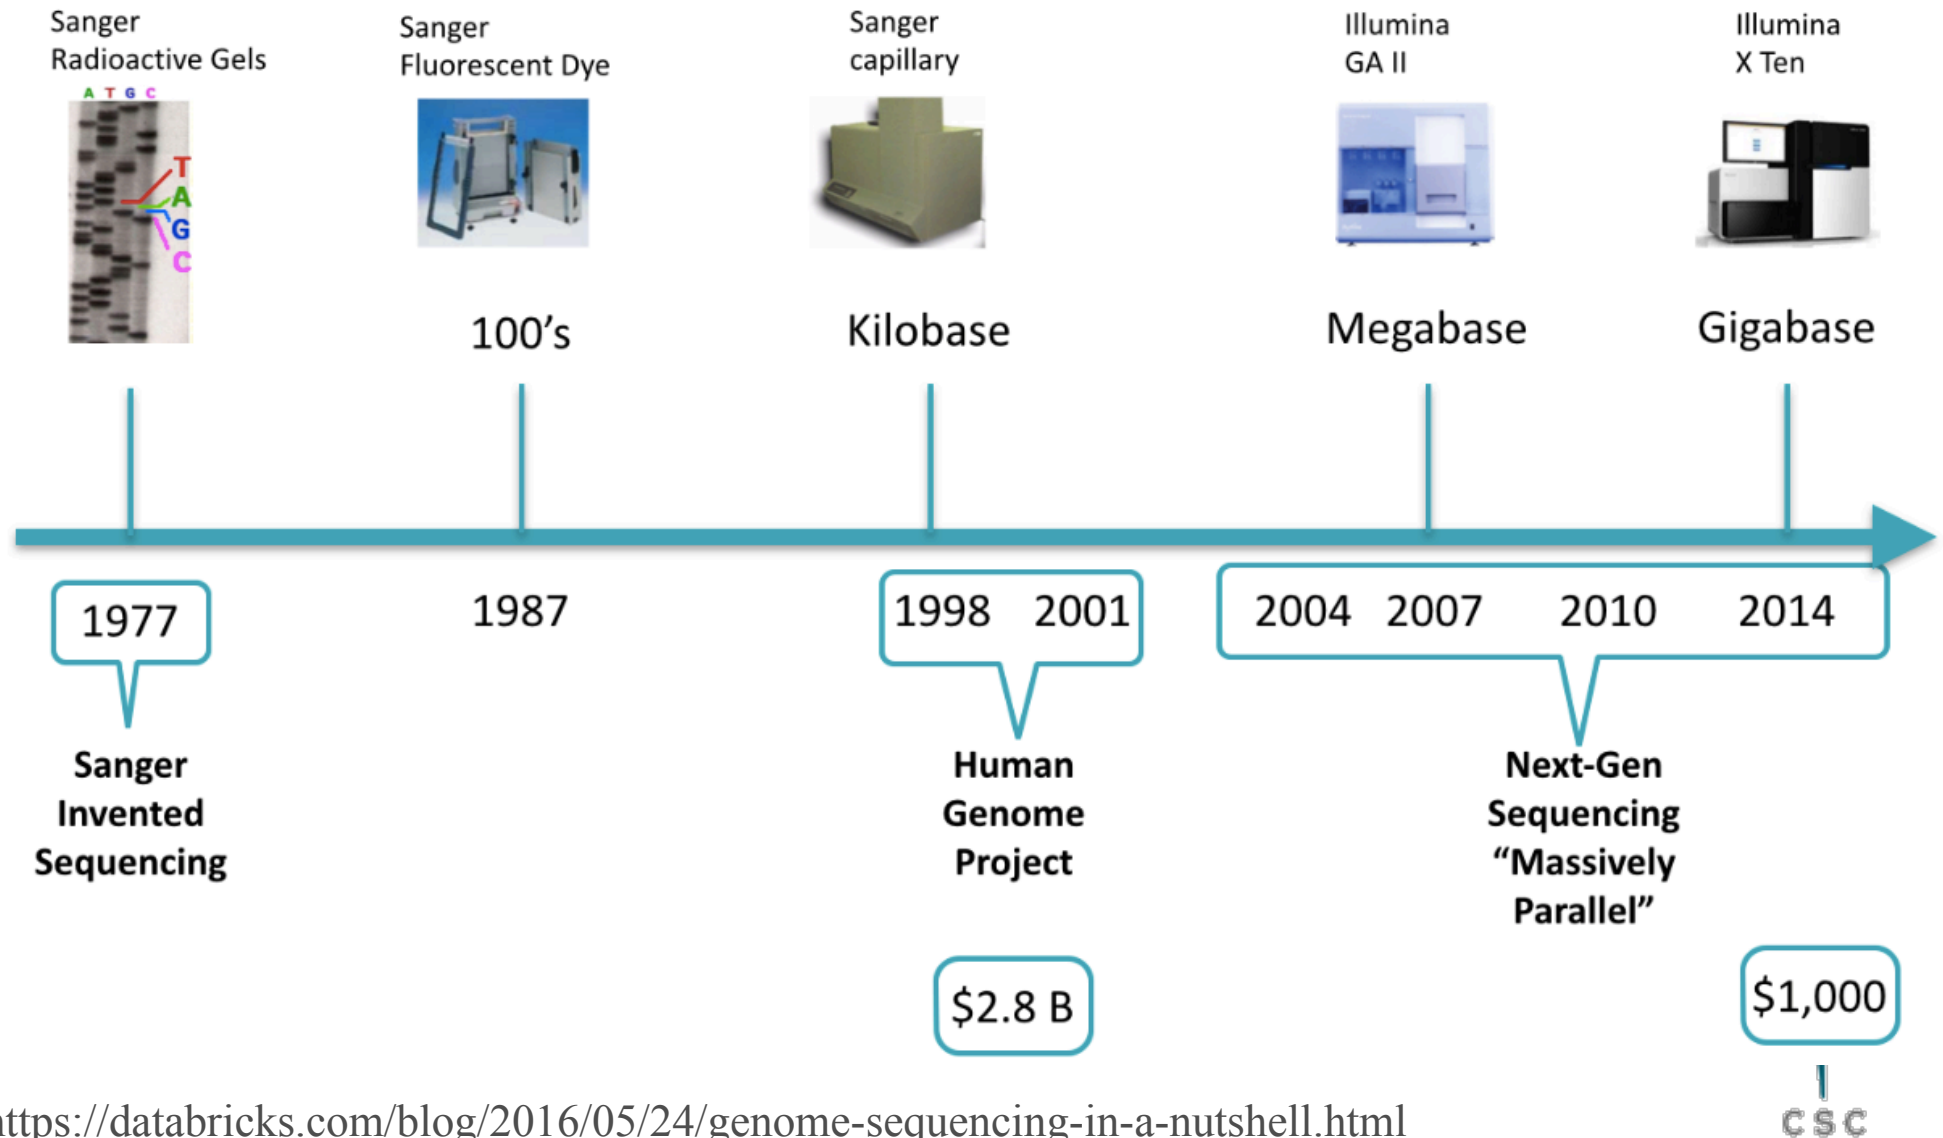 Sanger
Radioactive Gels
A T G C
T
A
G
C
Sanger
Fluorescent Dye
Sanger
capillary
Illumina
GA II
Illumina
X Ten
100's
Kilobase
Megabase
Gigabase
1977
1987
1998 2001
2004 2007 2010 2014
Sanger
Invented
Sequencing
Human
Genome
Project
Next-Gen
Sequencing
“Massively
Parallel”
$2.8 B
$1,000
https://databricks.com/blog/2016/05/24/genome-sequencing-in-a-nutshell.html
CSC